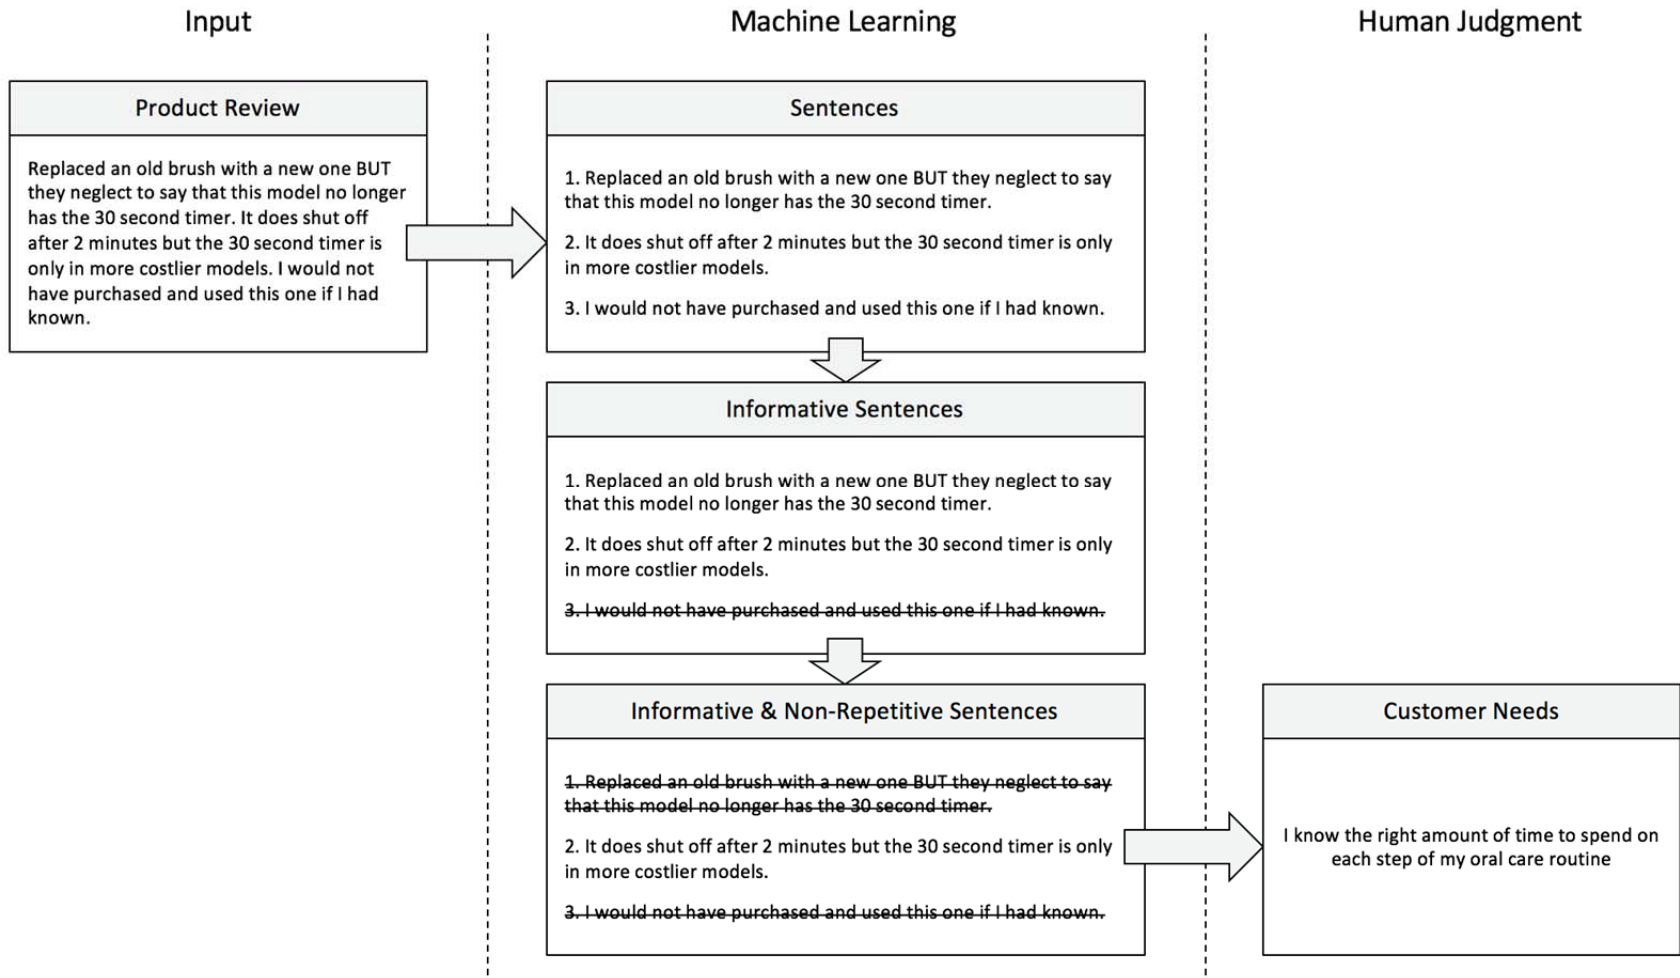 Input
Machine Learning
Human Judgment
Product Review
Replaced an old brush with a new one BUT
they neglect to say that this model no longer
has the 30 second timer. It does shut off
after 2 minutes but the 30 second timer is
only in more costlier models. I would not
have purchased and used this one if I had
known.
Sentences
1. Replaced an old brush with a new one BUT they neglect to say
that this model no longer has the 30 second timer.
2. It does shut off after 2 minutes but the 30 second timer is only
in more costlier models.
3. I would not have purchased and used this one if I had known.
Informative Sentences
1. Replaced an old brush with a new one BUT they neglect to say
that this model no longer has the 30 second timer.
2. It does shut off after 2 minutes but the 30 second timer is only
in more costlier models.
3. I would not have purchased and used this one if I had known.
Informative & Non-Repetitive Sentences
1. Replaced an old brush with a new one BUT they neglect to say
that this model no longer has the 30 second timer.
2. It does shut off after 2 minutes but the 30 second timer is only
in more costlier models.
3. I would not have purchased and used this one if I had known.
Customer Needs
I know the right amount of time to spend on
each step of my oral care routine